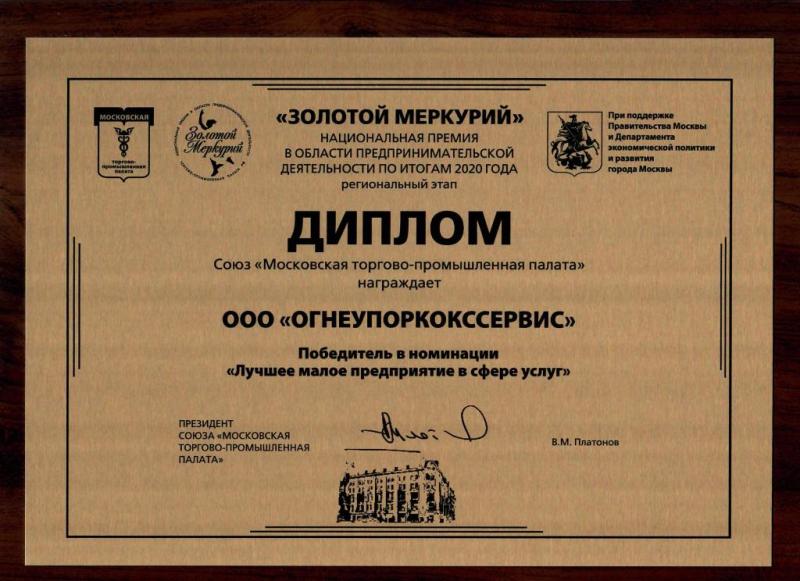 МОСКОВСКАЯ
торгово-
промышленная
палата
Золотой
Меркурий
«ЗОЛОТОЙ МЕРКУРИЙ»
НАЦИОНАЛЬНАЯ ПРЕМИЯ
В ОБЛАСТИ ПРЕДПРИНИМАТЕЛЬСКОЙ
ДЕЯТЕЛЬНОСТИ ПО ИТОГАМ 2020 ГОДА
региональный этап
При поддержке
Правительства Москвы
и Департамента
экономической политики
и развития
города Москвы
ДИПЛОМ
Союз «Московская торгово-промышленная палата»
награждает
ООО «ОГНЕУПОРКОКССЕРВИС»
Победитель в номинации
«Лучшее малое предприятие в сфере услуг»
ПРЕЗИДЕНТ
СОЮЗА «МОСКОВСКАЯ
ТОРГОВО-ПРОМЫШЛЕННАЯ
ПАЛАТА»
В.М. Платонов